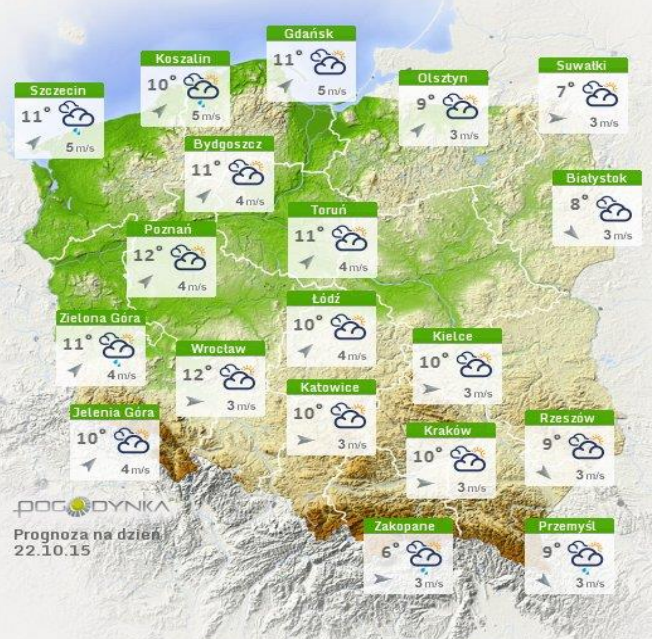 Gdańsk
11°
5 m/s
Koszalin
10°
5 m/s
Szczecin
11°
5 m/s
Olsztyn
9°
3 m/s
Suwałki
7°
3 m/s
Bydgoszcz
11°
4 m/s
Białystok
8°
3 m/s
Toruń
11°
4 m/s
Poznań
12°
4 m/s
Łódź
10°
4 m/s
Zielona Góra
11°
4 m/s
Wrocław
12°
3 m/s
Kielce
10°
3 m/s
Katowice
10°
3 m/s
Jelenia Góra
10°
4 m/s
Kraków
10°
3 m/s
Rzeszów
9°
3 m/s
POGODYNKA
Prognoza na dzień
22.10.15
Zakopane
6°
3 m/s
Przemyśl
9°
3 m/s